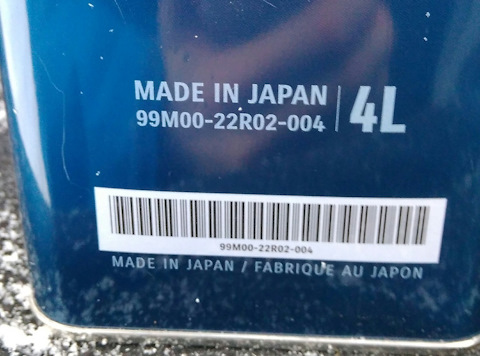 MADE IN JAPAN
99M00-22R02-004
4L
99M00-22R02-004
MADE IN JAPAN / FABRIQUE AU JAPON